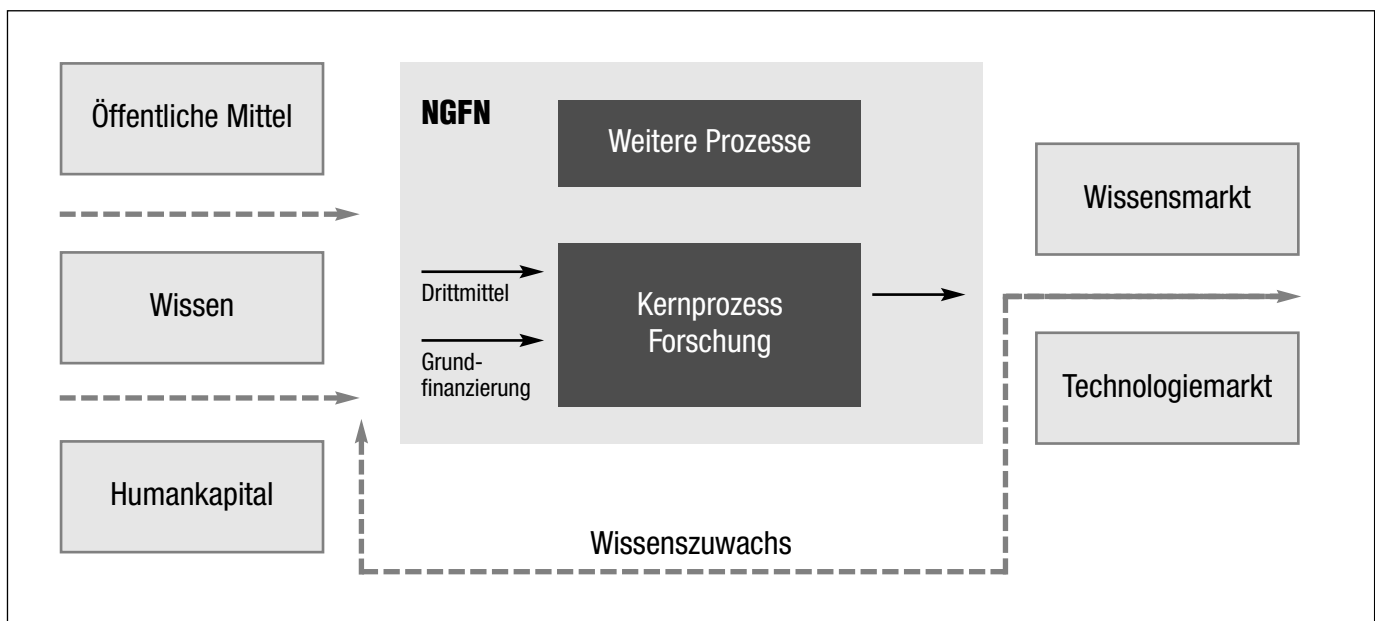 Öffentliche Mittel
Wissen
Humankapital
NGFN
Weitere Prozesse
Drittmittel
Grund-
finanzierung
Kernprozess
Forschung
Wissensmarkt
Technologiemarkt
Wissenszuwachs